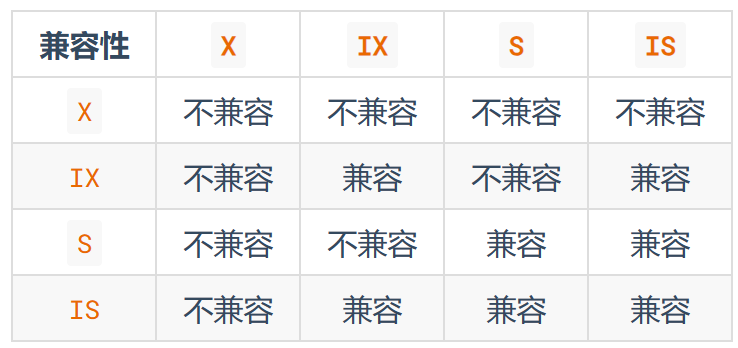 兼容性 X IX S IS
X 不兼容 不兼容 不兼容 不兼容
IX 不兼容 兼容 不兼容 兼容
S 不兼容 不兼容 兼容 兼容
IS 不兼容 兼容 兼容 兼容